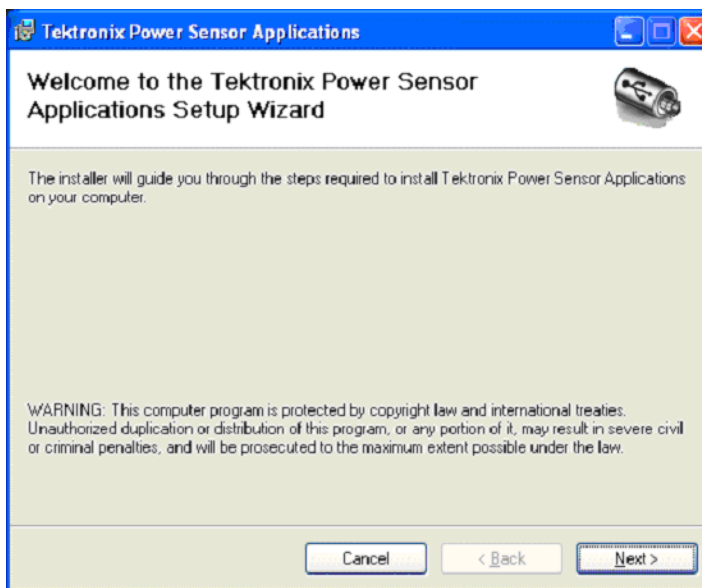 Tektronix Power Sensor Applications
Welcome to the Tektronix Power Sensor
Applications Setup Wizard
The installer will guide you through the steps required to install Tektronix Power Sensor Applications
on your computer.
WARNING: This computer program is protected by copyright law and international treaties.
Unauthorized duplication or distribution of this program, or any portion of it, may result in severe civil
or criminal penalties, and will be prosecuted to the maximum extent possible under the law.
Cancel
< Back
Next >